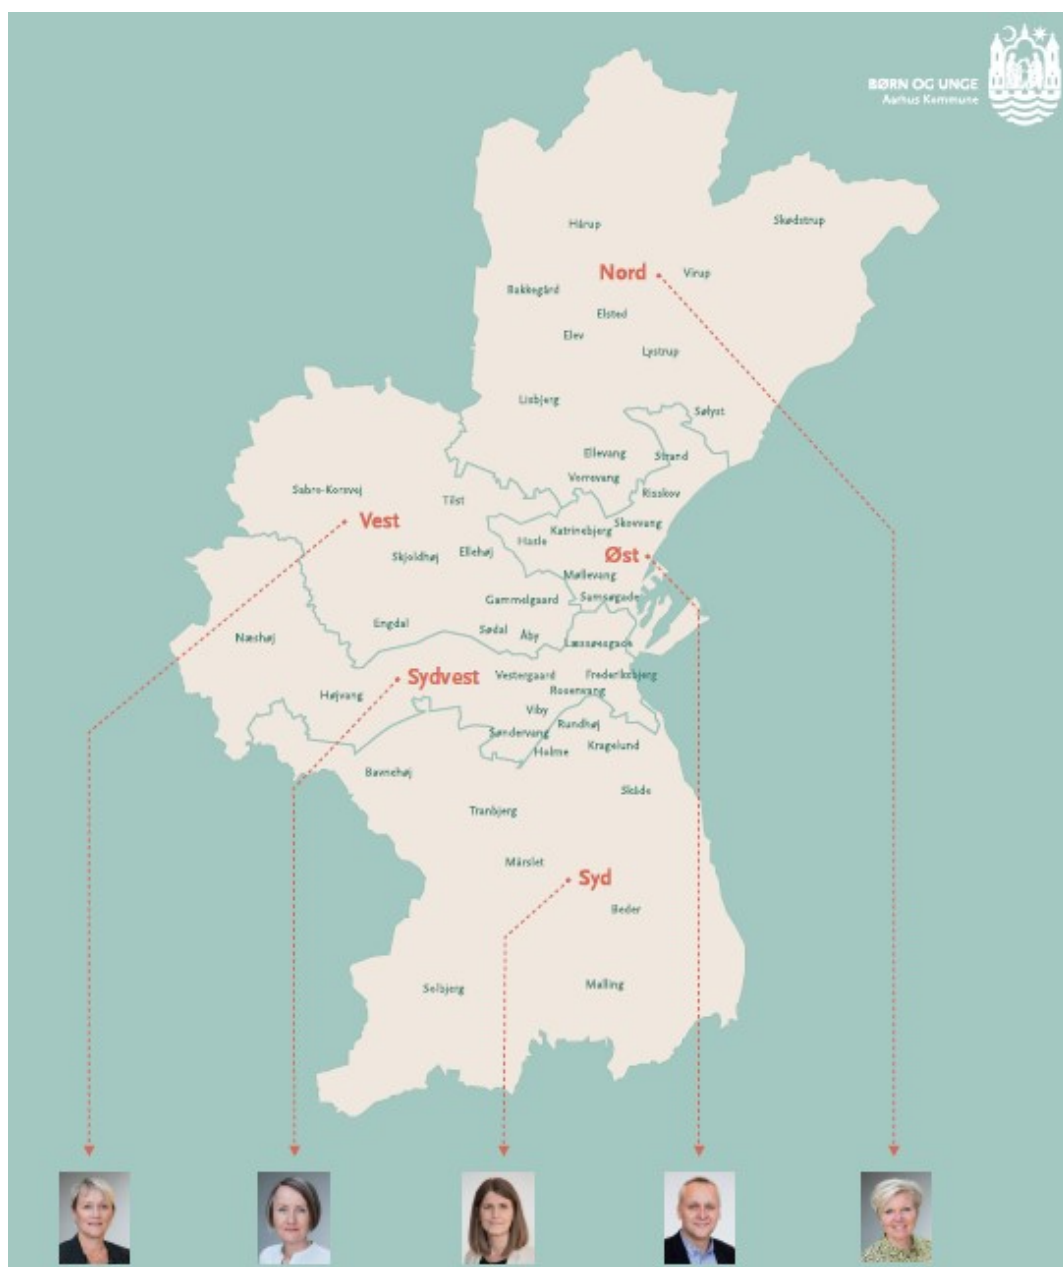 BØRN OG UNGE
Aarhus Kommune
Hårup
Skødstrup
Nord
Virup
Bakkegård
Elsted
Elev
Lystrup
Lisbjerg
Sølyst
Ellevang
Strand
Vorrevang
Risskov
Sabro-Korsvej
Tilst
Vest
Skovvang
Katrinebjerg
Hasle
Ellehøj
Skjoldhøj
Øst
Møllevang
Samsøgade
Gammelgaard
Engdal
Sødal
Åby
Næshøj
Læssøesgade
Sydvest
Vestergaard
Frederiksbjerg
Rosenvang
Højvang
Viby
Rundhøj
Søndervang
Kragelund
Holme
Bavnehøj
Skåde
Tranbjerg
Mårslet
Syd
Beder
Solbjerg
Malling